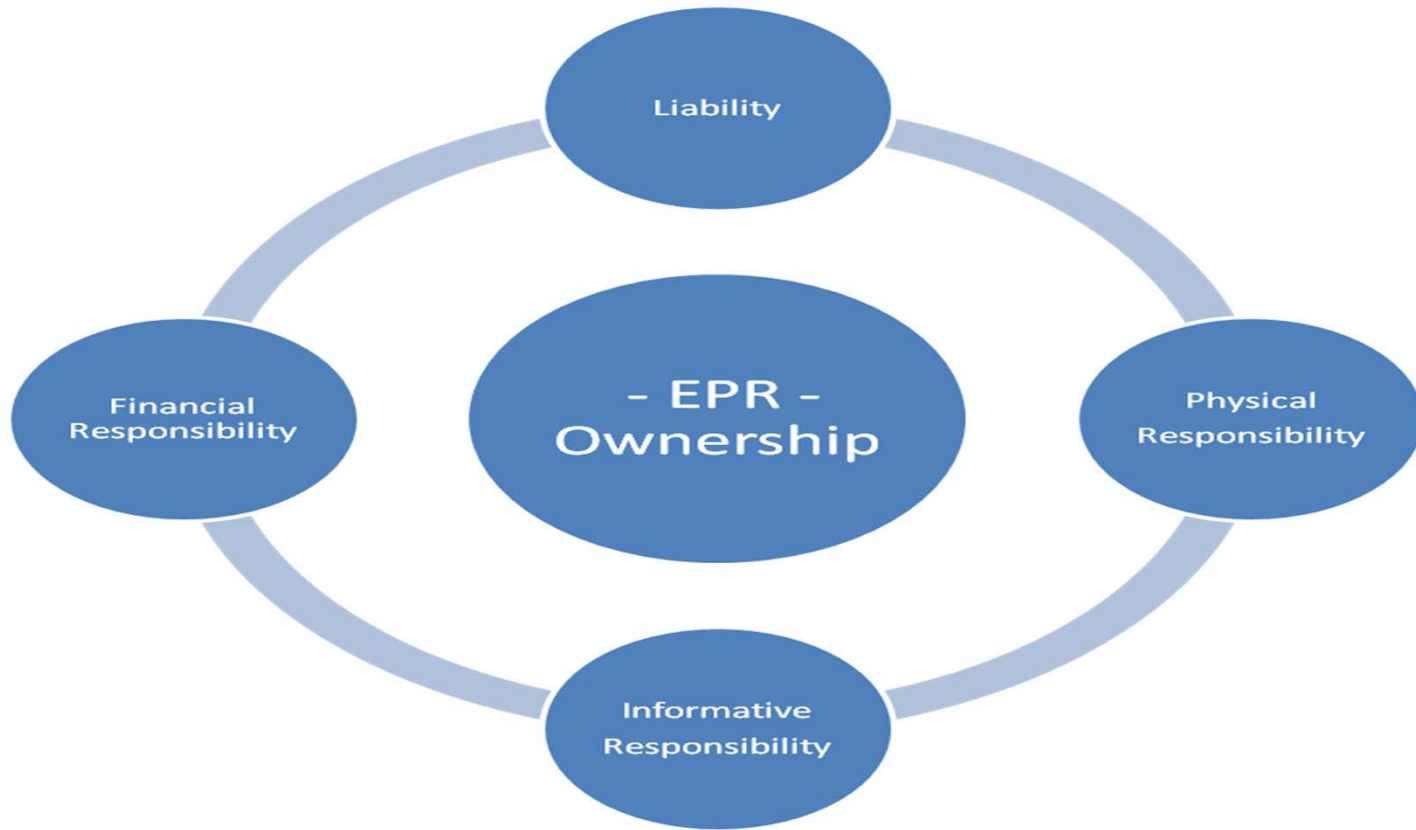 Liability
- EPR -
Ownership
Financial
Responsibility
Physical
Responsibility
Informative
Responsibility